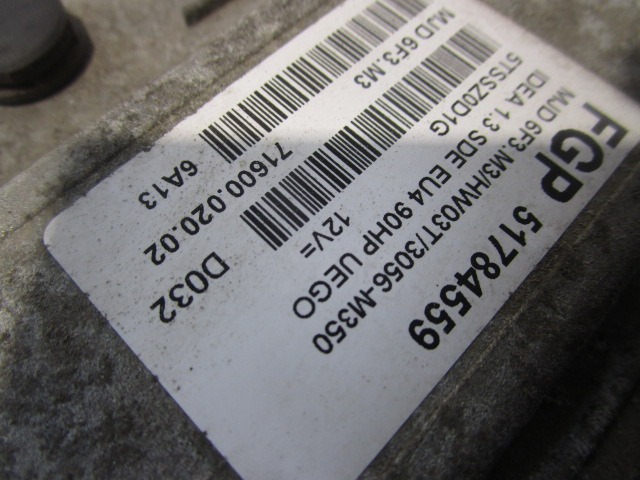 FGP 51784559
MJD 6F3.M3/HW03T/3056-M350
IDEA 1.3 SDE EU4 90HP UEGO
5TSSZ0D1G 12V=
MJD 6F3.M3 71600.020.02 D032
6A13